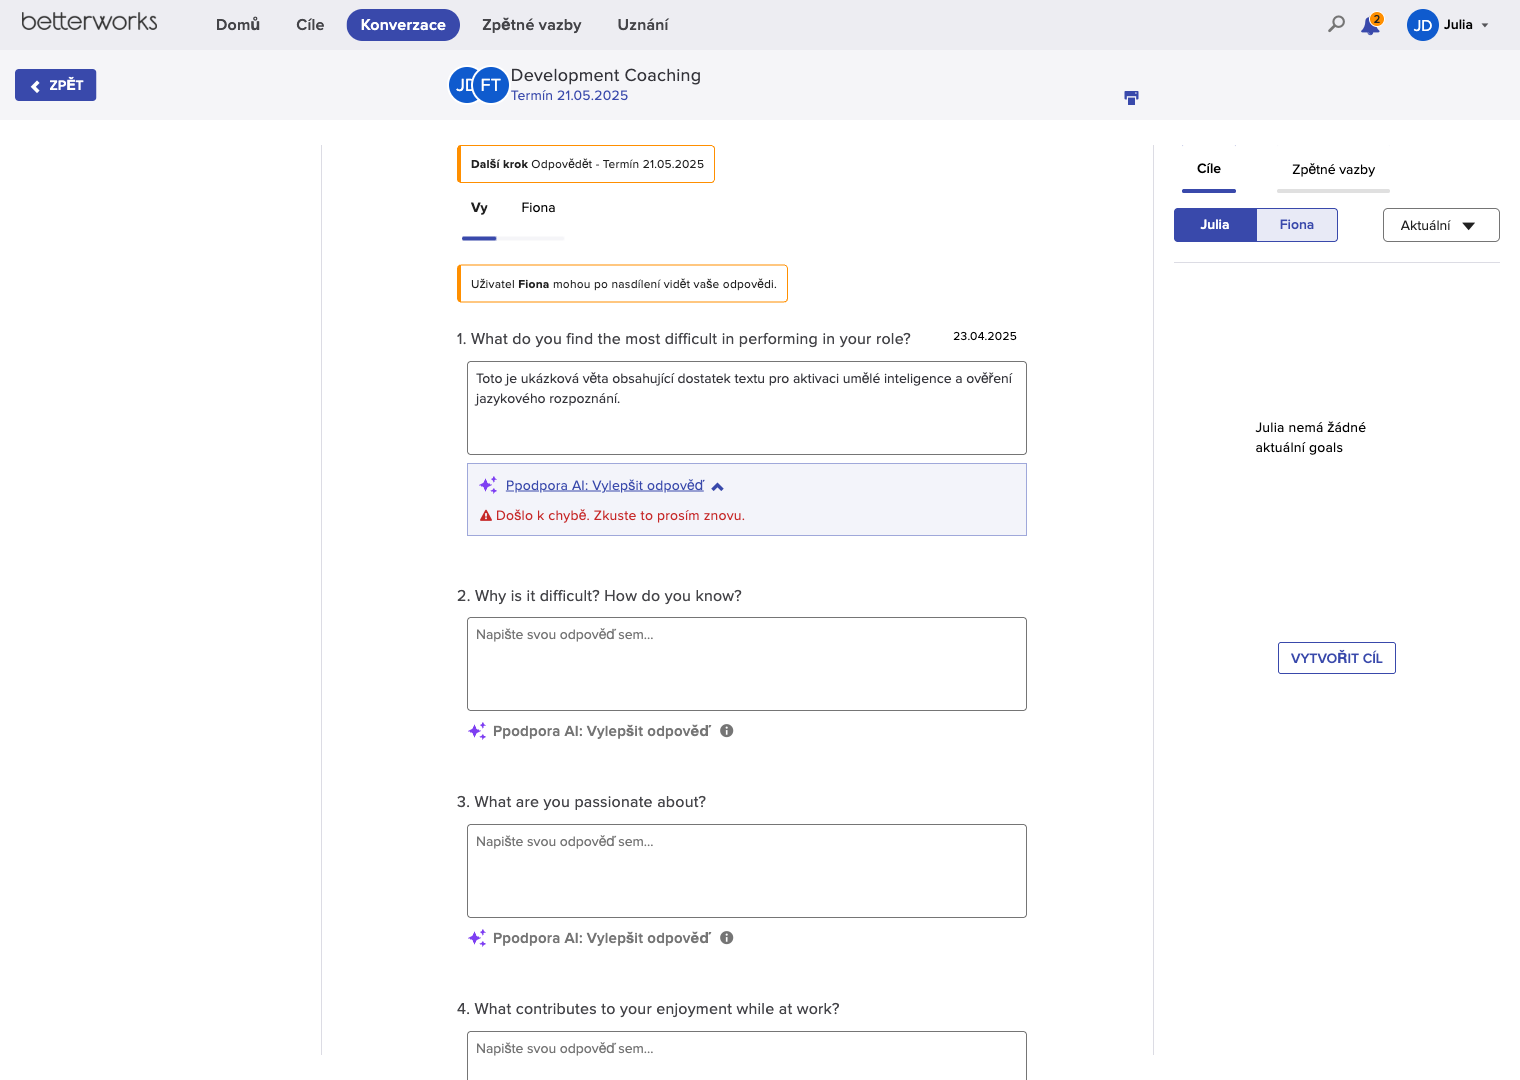 betterworks
Domů
Cíle
Konverzace
Zpětné vazby
Uznání
2
JD
Julia
ZPĚT
FT
Development Coaching
Termín 21.05.2025
Další krok Odpovědět - Termín 21.05.2025
Vy
Fiona
Uživatel Fiona mohou po nasdílení vidět vaše odpovědi.
1. What do you find the most difficult in performing in your role?
23.04.2025
Toto je ukázková věta obsahující dostatek textu pro aktivaci umělé inteligence a ověření
jazykového rozpoznání.
Ppodpora AI: Vylepšit odpověď
Došlo k chybě. Zkuste to prosím znovu.
2. Why is it difficult? How do you know?
Napište svou odpověď sem...
Ppodpora AI: Vylepšit odpověď
3. What are you passionate about?
Napište svou odpověď sem...
Ppodpora AI: Vylepšit odpověď
4. What contributes to your enjoyment while at work?
Napište svou odpověď sem...
Cíle
Zpětné vazby
Julia
Fiona
Aktuální
Julia nemá žádné
aktuální goals
VYTVOŘIT CÍL